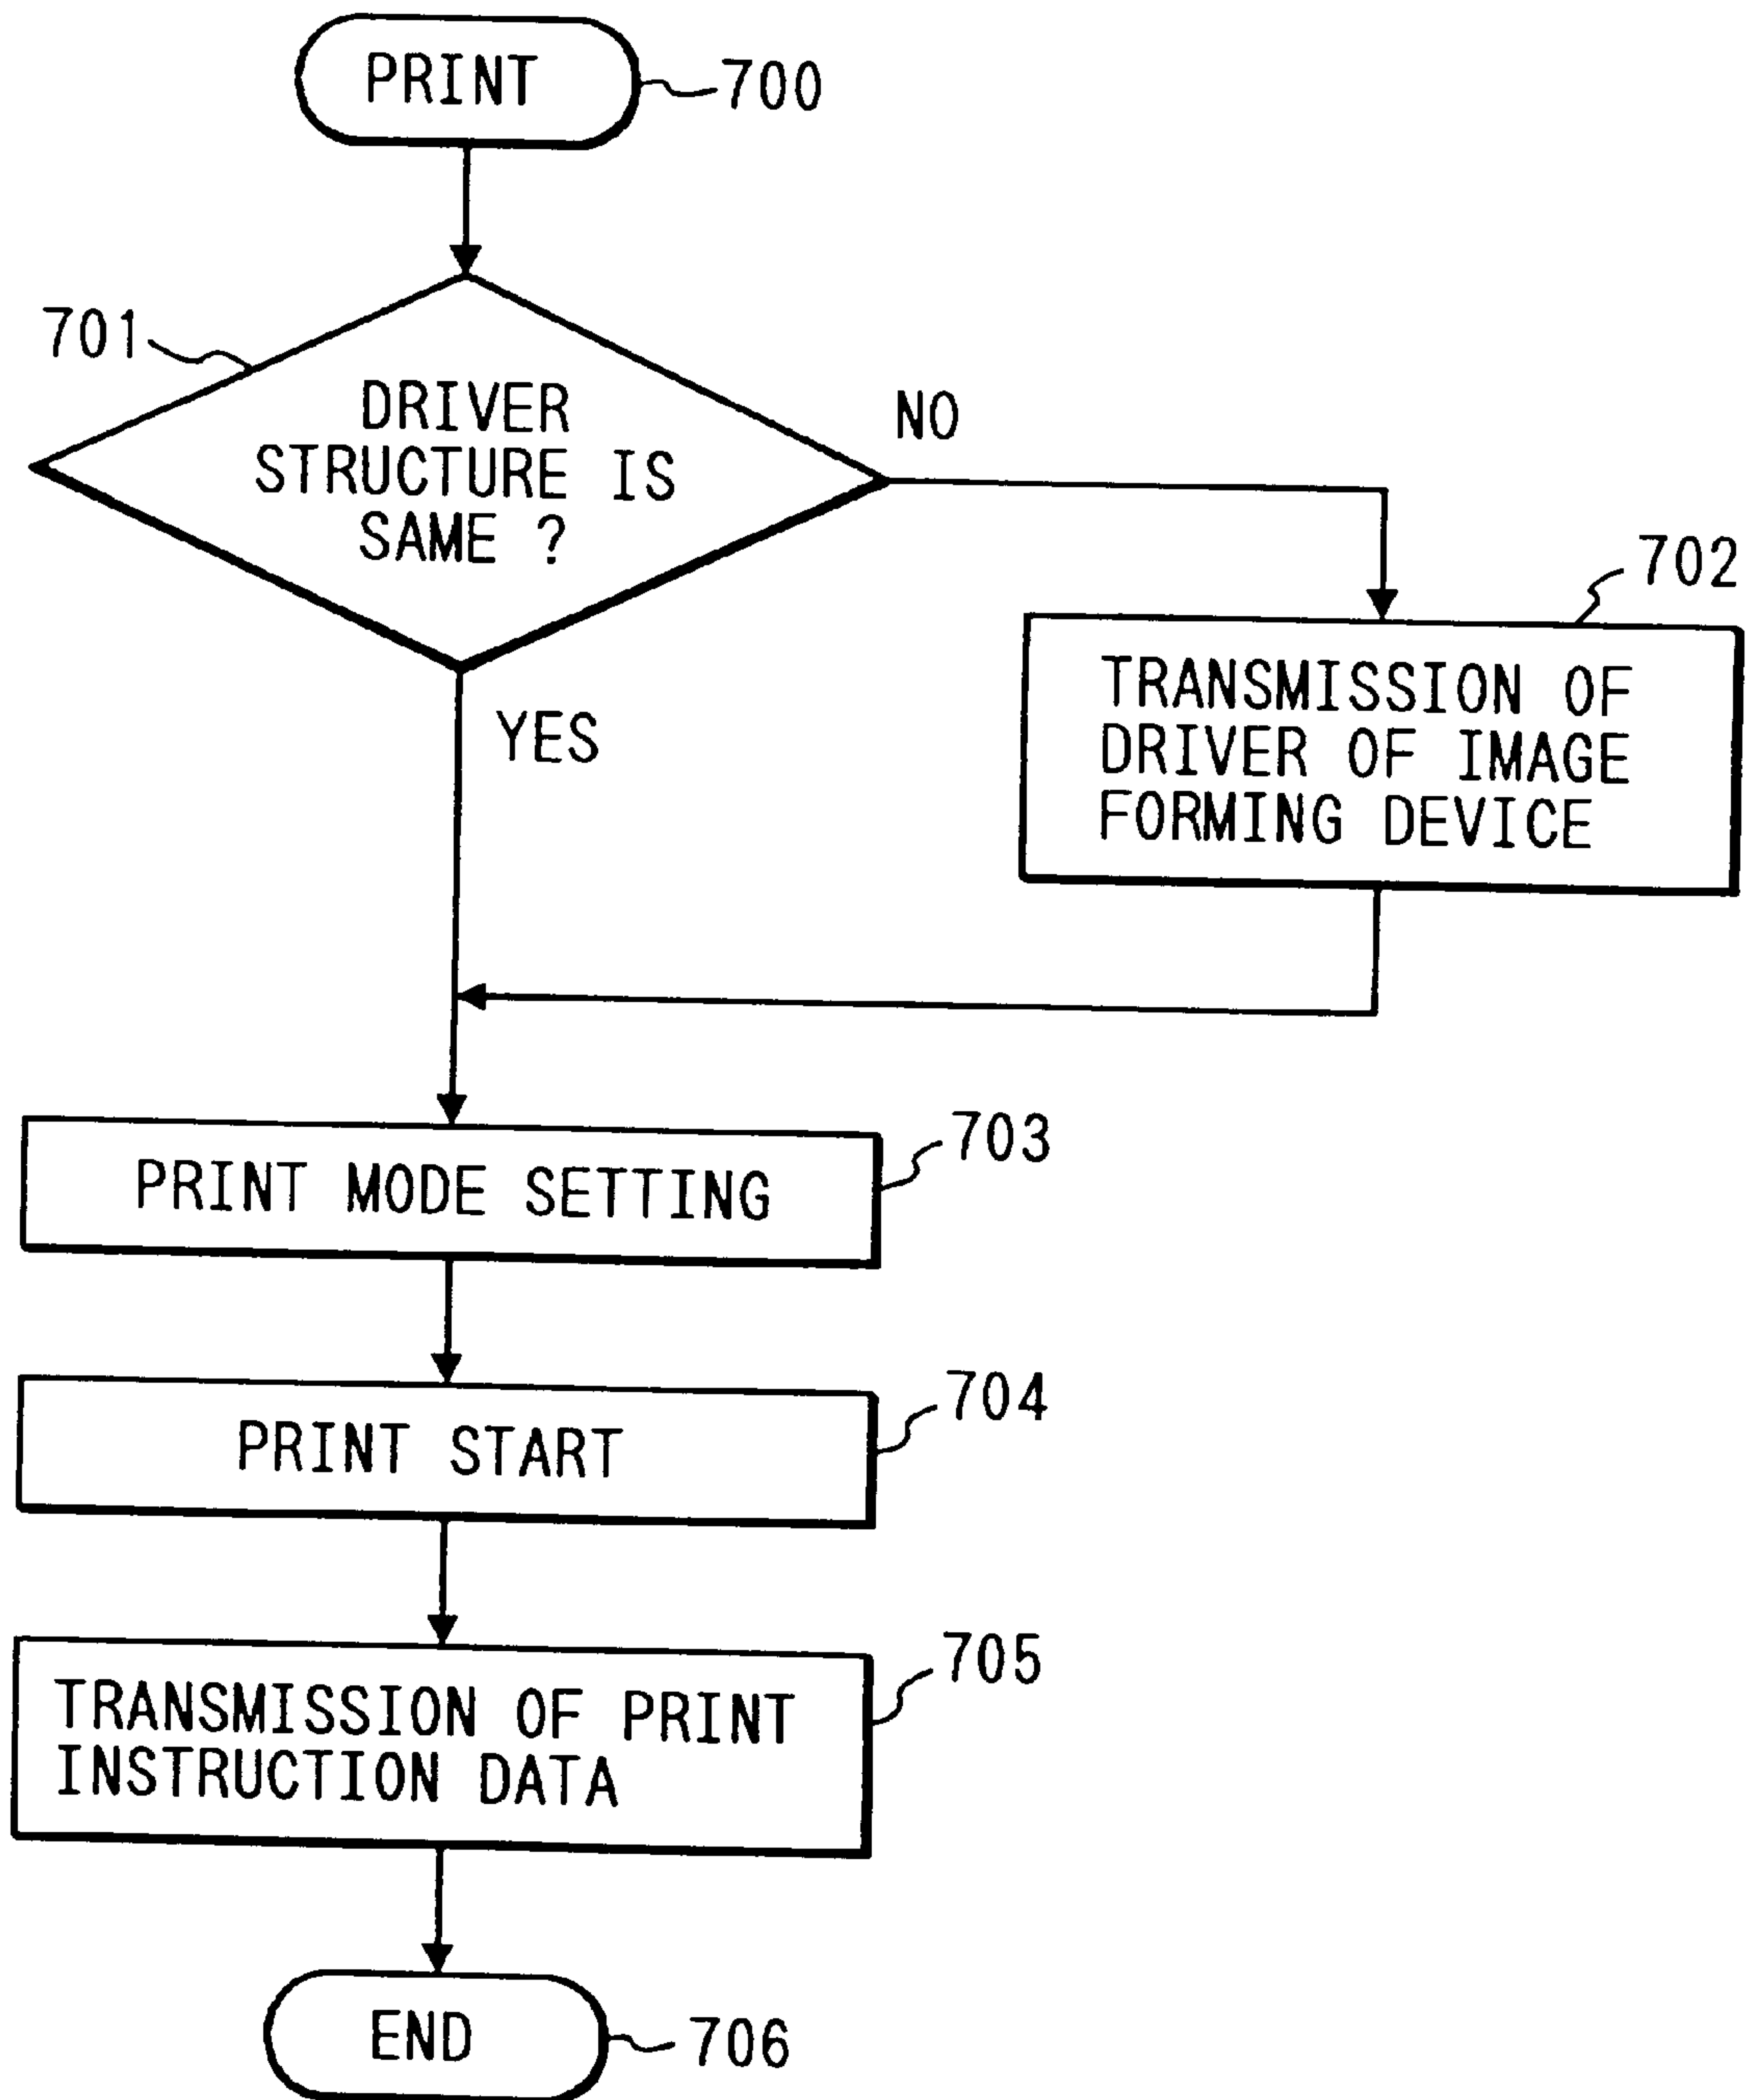 PRINT
700
701
DRIVER
STRUCTURE IS
SAME ?
NO
702
TRANSMISSION OF
DRIVER OF IMAGE
FORMING DEVICE
YES
703
PRINT MODE SETTING
704
PRINT START
705
TRANSMISSION OF PRINT
INSTRUCTION DATA
END
706